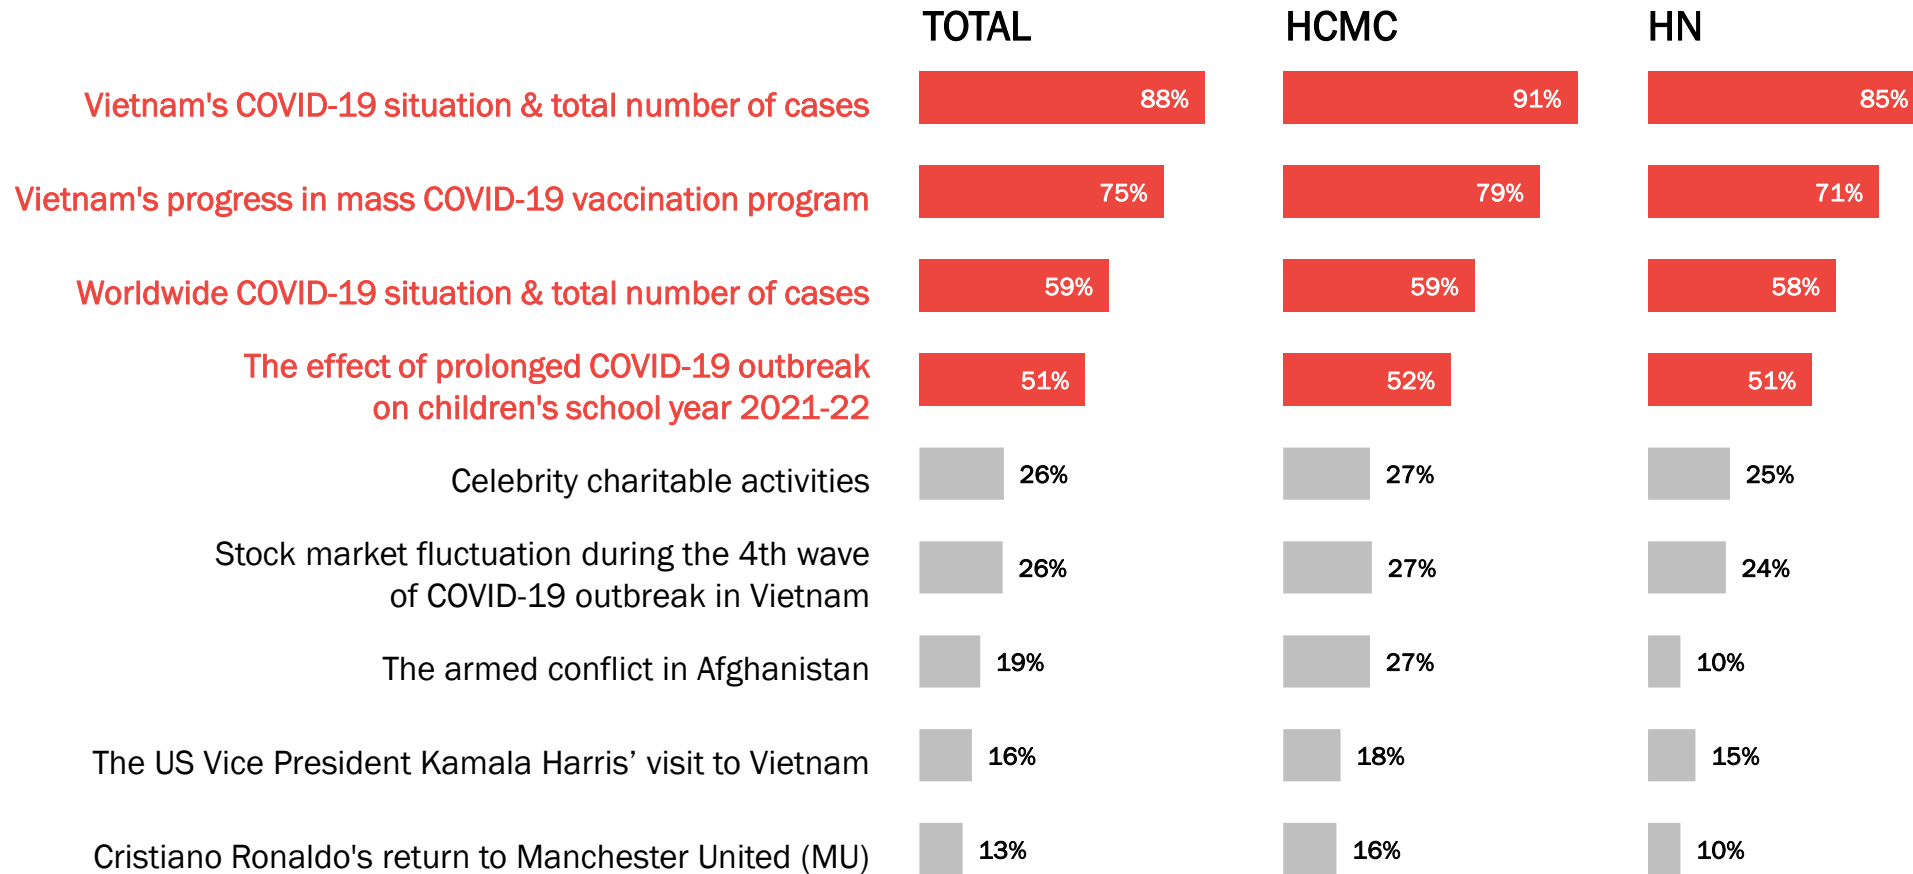 TOTAL HCMC HN
Vietnam's COVID-19 situation & total number of cases 88% 91% 85%
Vietnam's progress in mass COVID-19 vaccination program 75% 79% 71%
Worldwide COVID-19 situation & total number of cases 59% 59% 58%
The effect of prolonged COVID-19 outbreak
on children's school year 2021-22 51% 52% 51%
Celebrity charitable activities 26% 27% 25%
Stock market fluctuation during the 4th wave
of COVID-19 outbreak in Vietnam 26% 27% 24%
The armed conflict in Afghanistan 19% 27% 10%
The US Vice President Kamala Harris’ visit to Vietnam 16% 18% 15%
Cristiano Ronaldo's return to Manchester United (MU) 13% 16% 10%